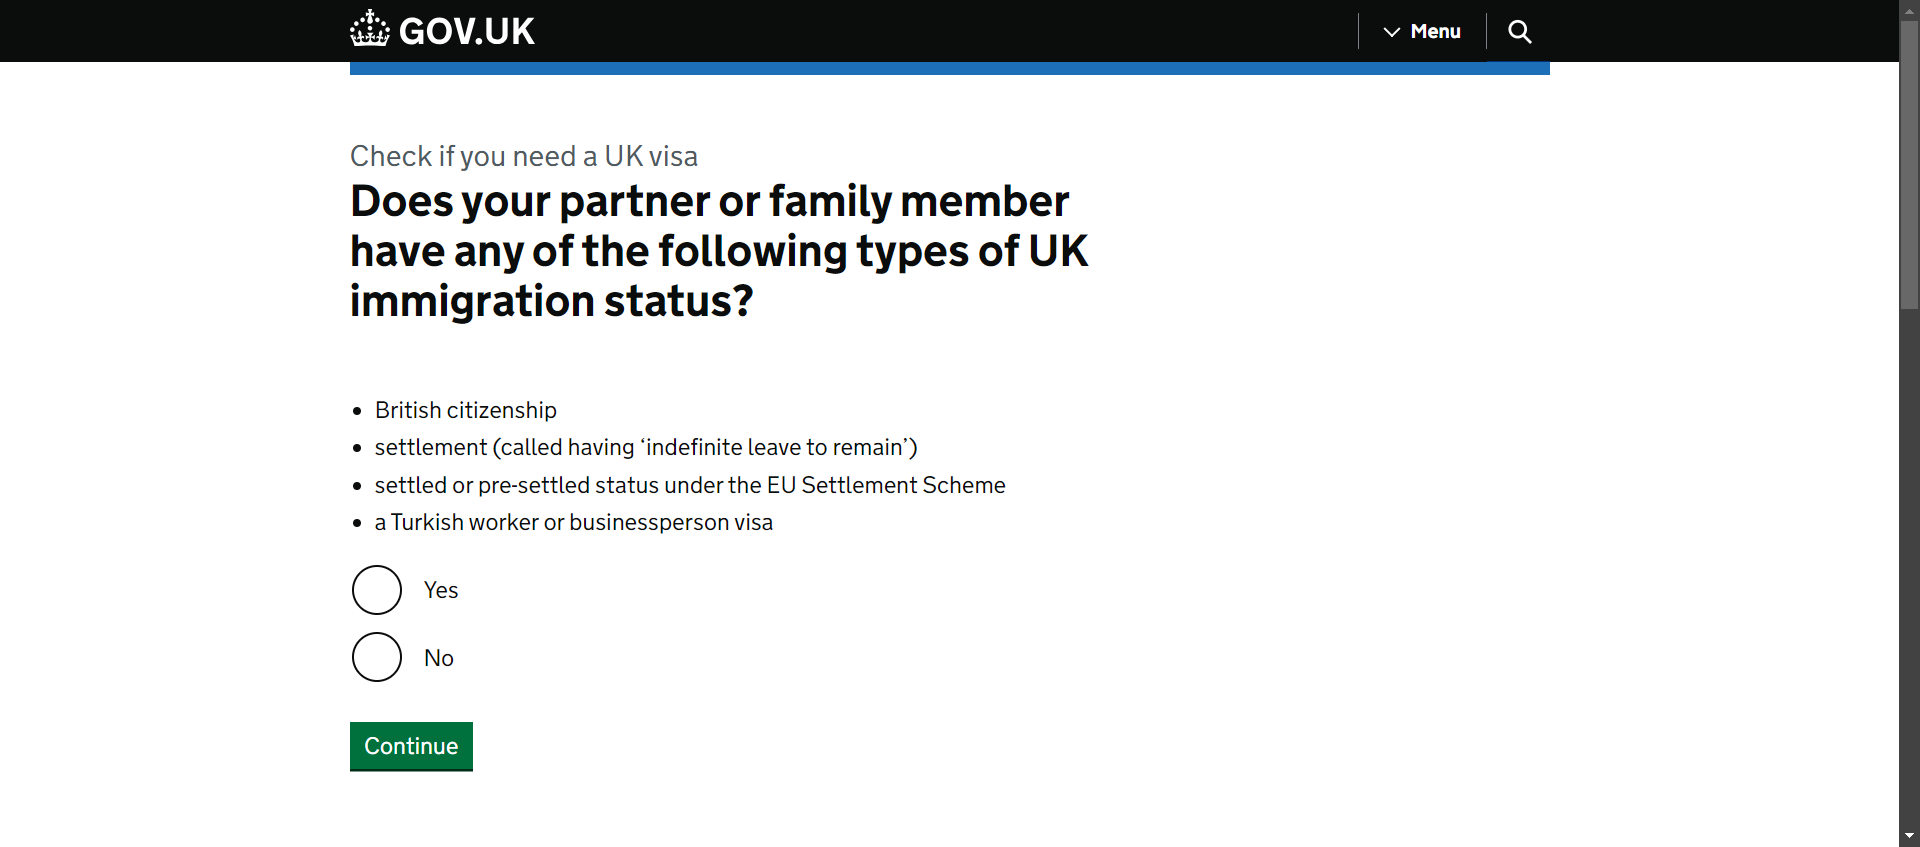 GOV.UK
Menu
Check if you need a UK visa
Does your partner or family member
have any of the following types of UK
immigration status?
• British citizenship
• settlement (called having ‘indefinite leave to remain’)
• settled or pre-settled status under the EU Settlement Scheme
• a Turkish worker or businessperson visa
Yes
No
Continue